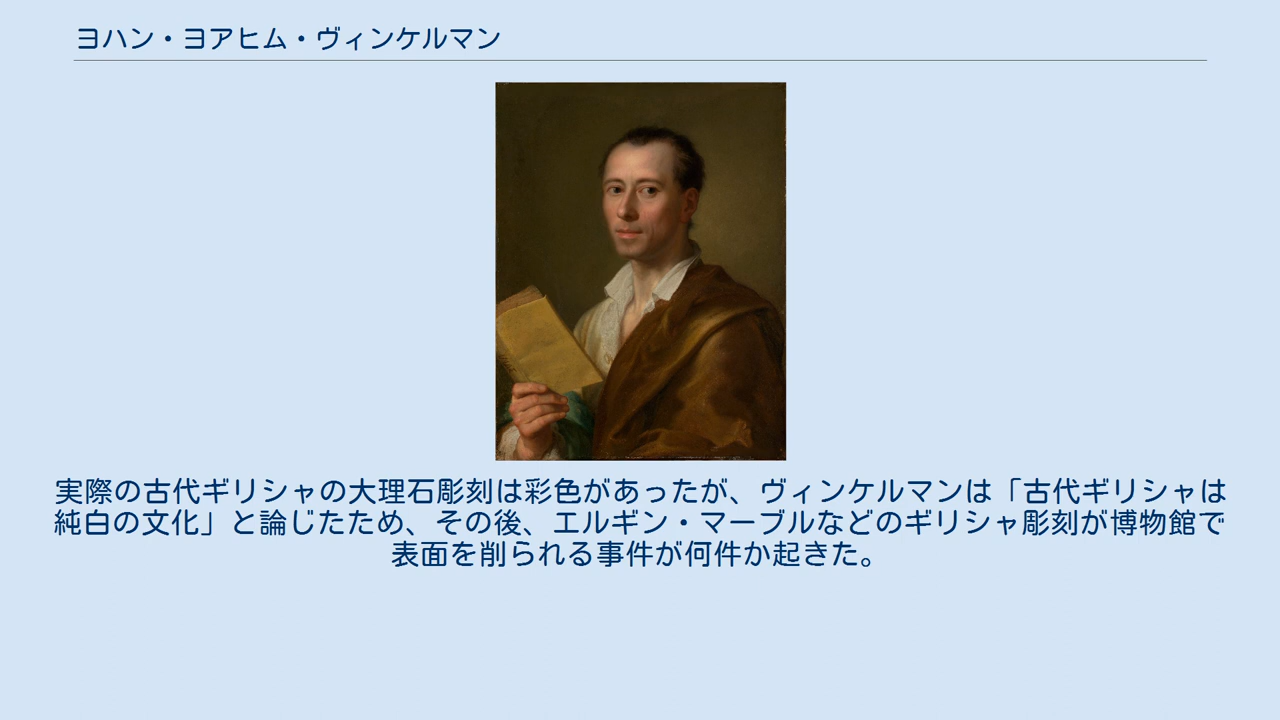 ヨハン・ヨアヒム・ヴィンケルマン
実際の古代ギリシャの大理石彫刻は彩色があったが、ヴィンケルマンは「古代ギリシャは
純白の文化」と論じたため、その後、エルギン・マーブルなどのギリシャ彫刻が博物館で
表面を削られる事件が何件か起きた。